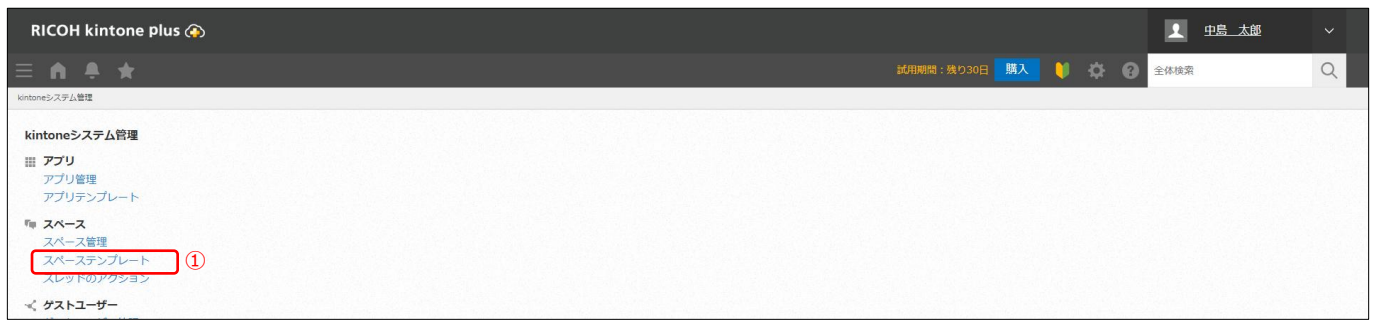 RICOH kintone plus
中島　太郎
試用期間：残り30日 購入 全体検索
kintoneシステム管理
kintoneシステム管理
アプリ
アプリ管理
アプリテンプレート
スペース
スペース管理
スペーステンプレート ①
スレッドのアクション
ゲストユーザー